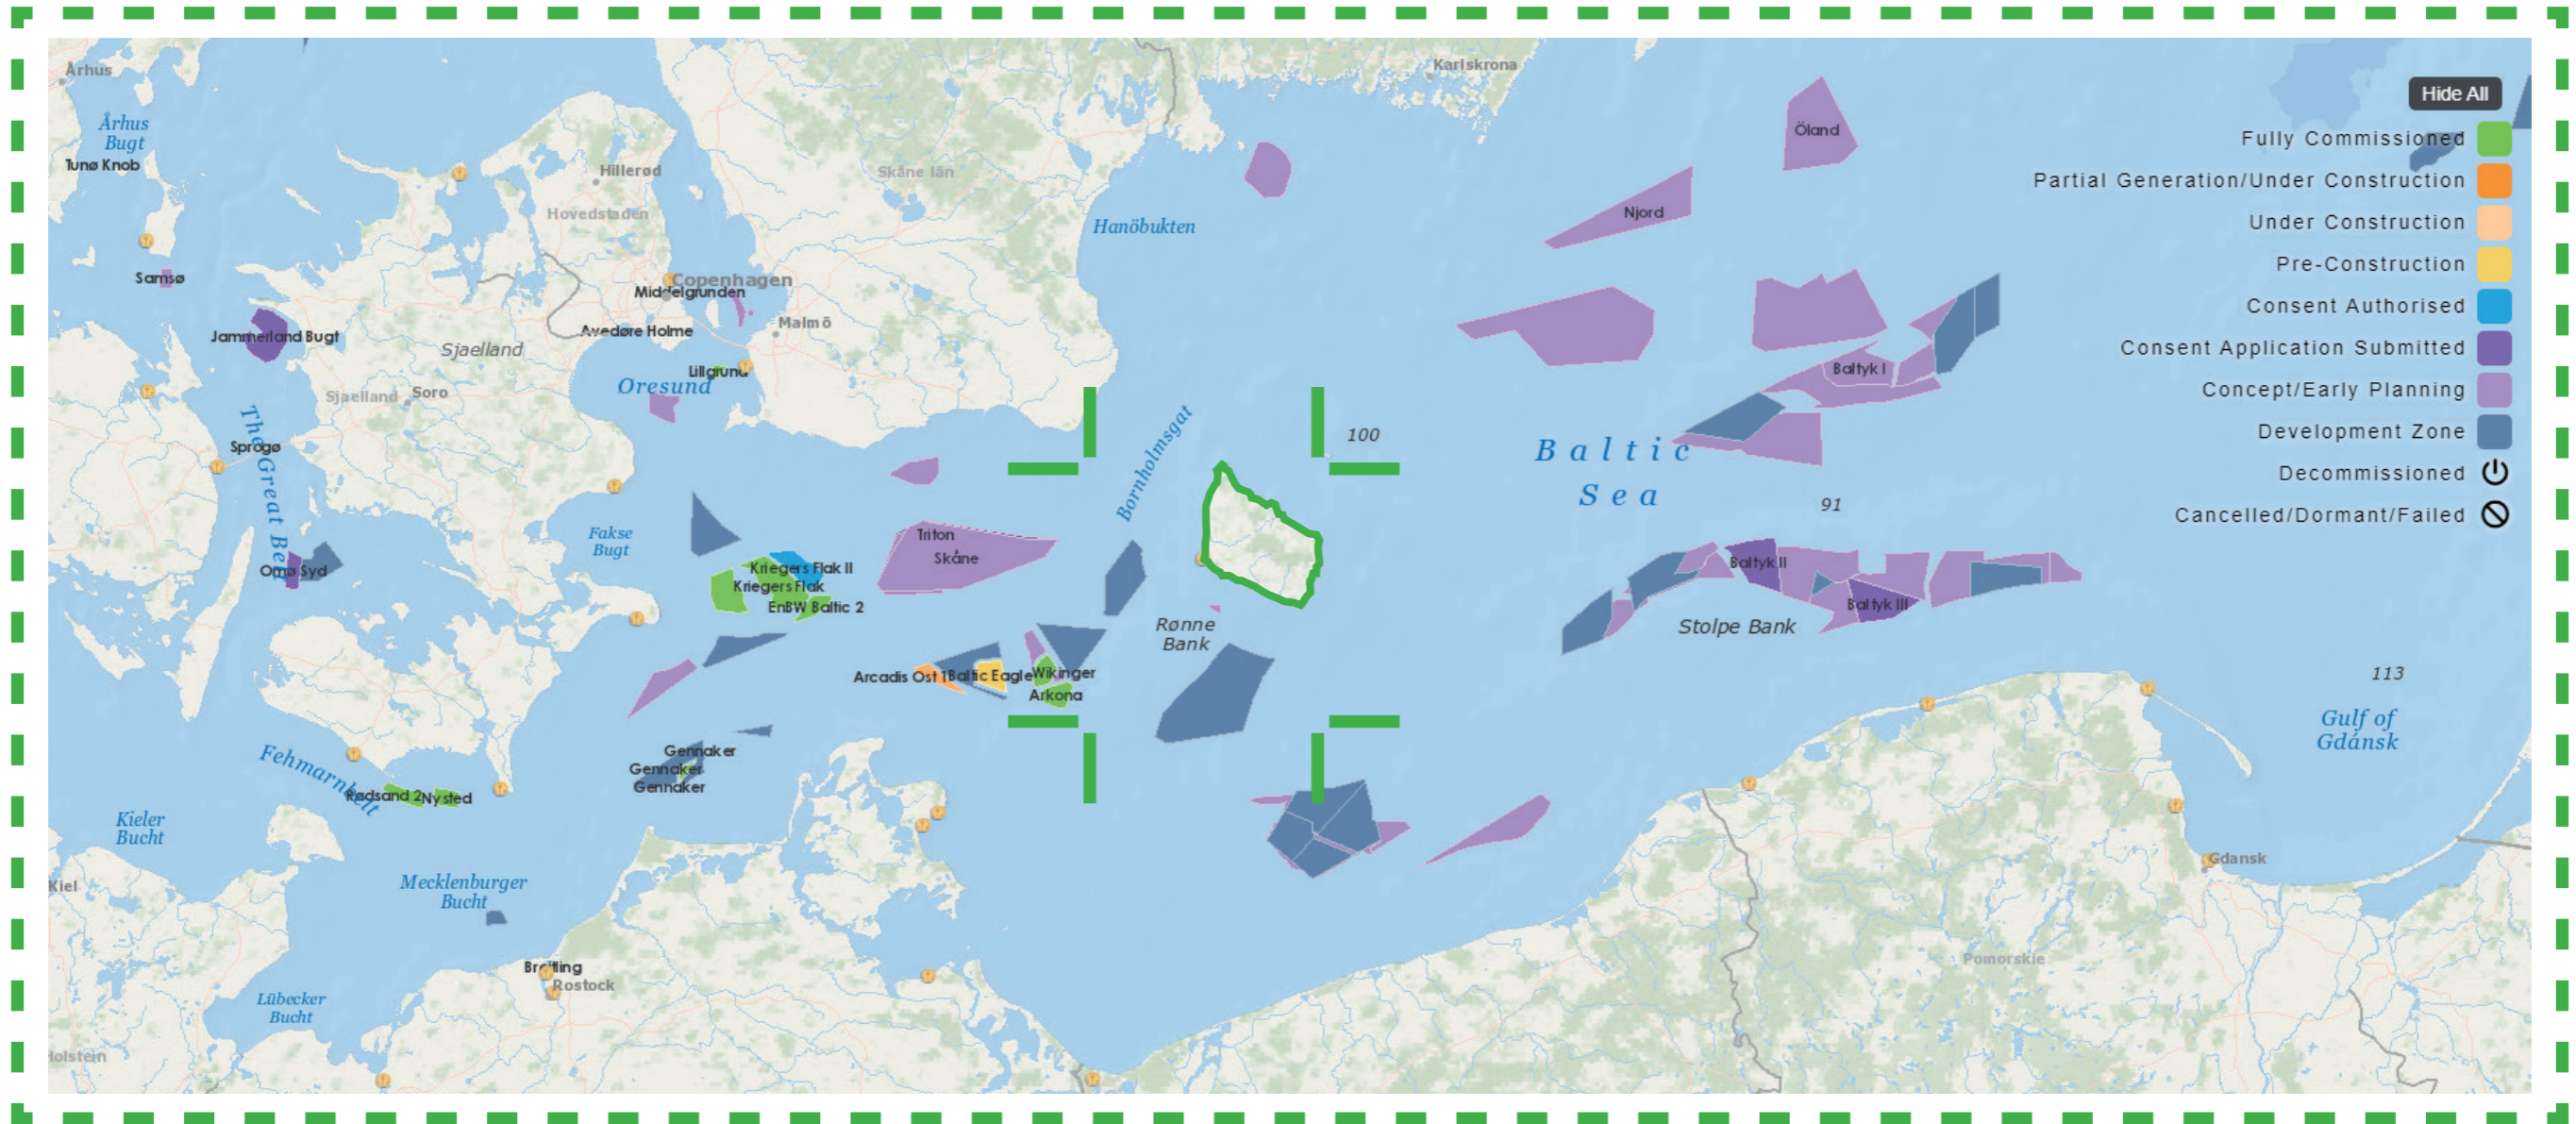 Århus
Århus
Bugt
Tunø Knob
Samsø
Jammerland Bugt
Hillerød
Hovedstaden
Copenhagen
Middelgrunden
Avedøre Holme
Malmö
Sjaelland
Lillgrund
Øresund
Sjaelland
Soro
The Great Belt
Sprogø
Omø Syd
Fakse
Bugt
Skåne län
Karlskrona
Hanöbukten
Bornholmsgat
100
Triton
Skåne
Kriegers Flak II
Kriegers Flak
EnBW Baltic 2
Rønne
Bank
Arcadis Ost 1
Baltic Eagle
Wikinger
Arkona
Gennaker
Gennaker
Gennaker
Fehmarnbelt
Rødsand 2
Nysted
Kieler
Bucht
Kiel
Mecklenburger
Bucht
Lübecker
Bucht
Breitling
Rostock
Holstein
Öland
Njord
Baltyk I
Baltic
Sea
91
Baltyk II
Baltyk III
Stolpe Bank
113
Gulf of
Gdánsk
Gdansk
Pomorskie
Hide All
Fully Commissioned
Partial Generation/Under Construction
Under Construction
Pre-Construction
Consent Authorised
Consent Application Submitted
Concept/Early Planning
Development Zone
Decommissioned
Cancelled/Dormant/Failed